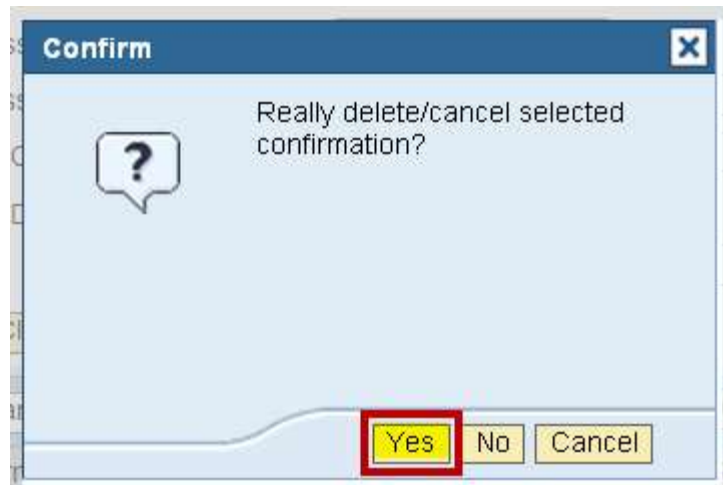 Confirm
Really delete/cancel selected
confirmation?
?
Yes No Cancel